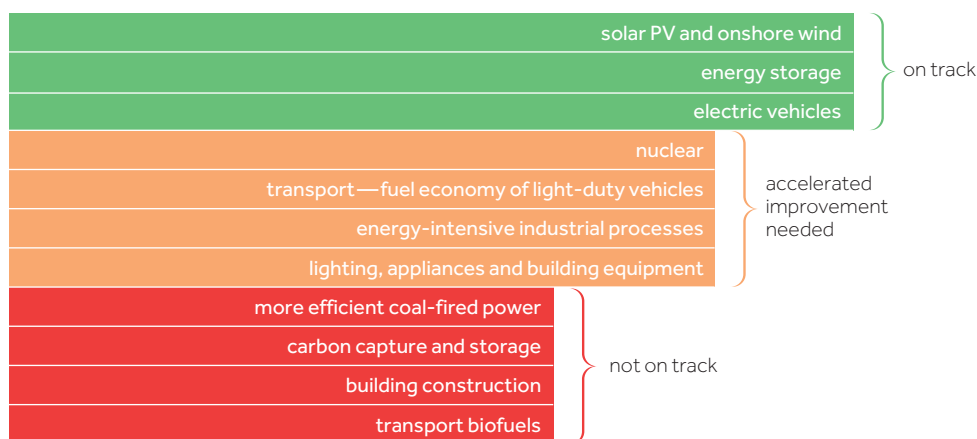 solar PV and onshore wind
energy storage
on track
electric vehicles
nuclear
transport—fuel economy of light-duty vehicles
accelerated
improvement
needed
energy-intensive industrial processes
lighting, appliances and building equipment
more efficient coal-fired power
carbon capture and storage
not on track
building construction
transport biofuels